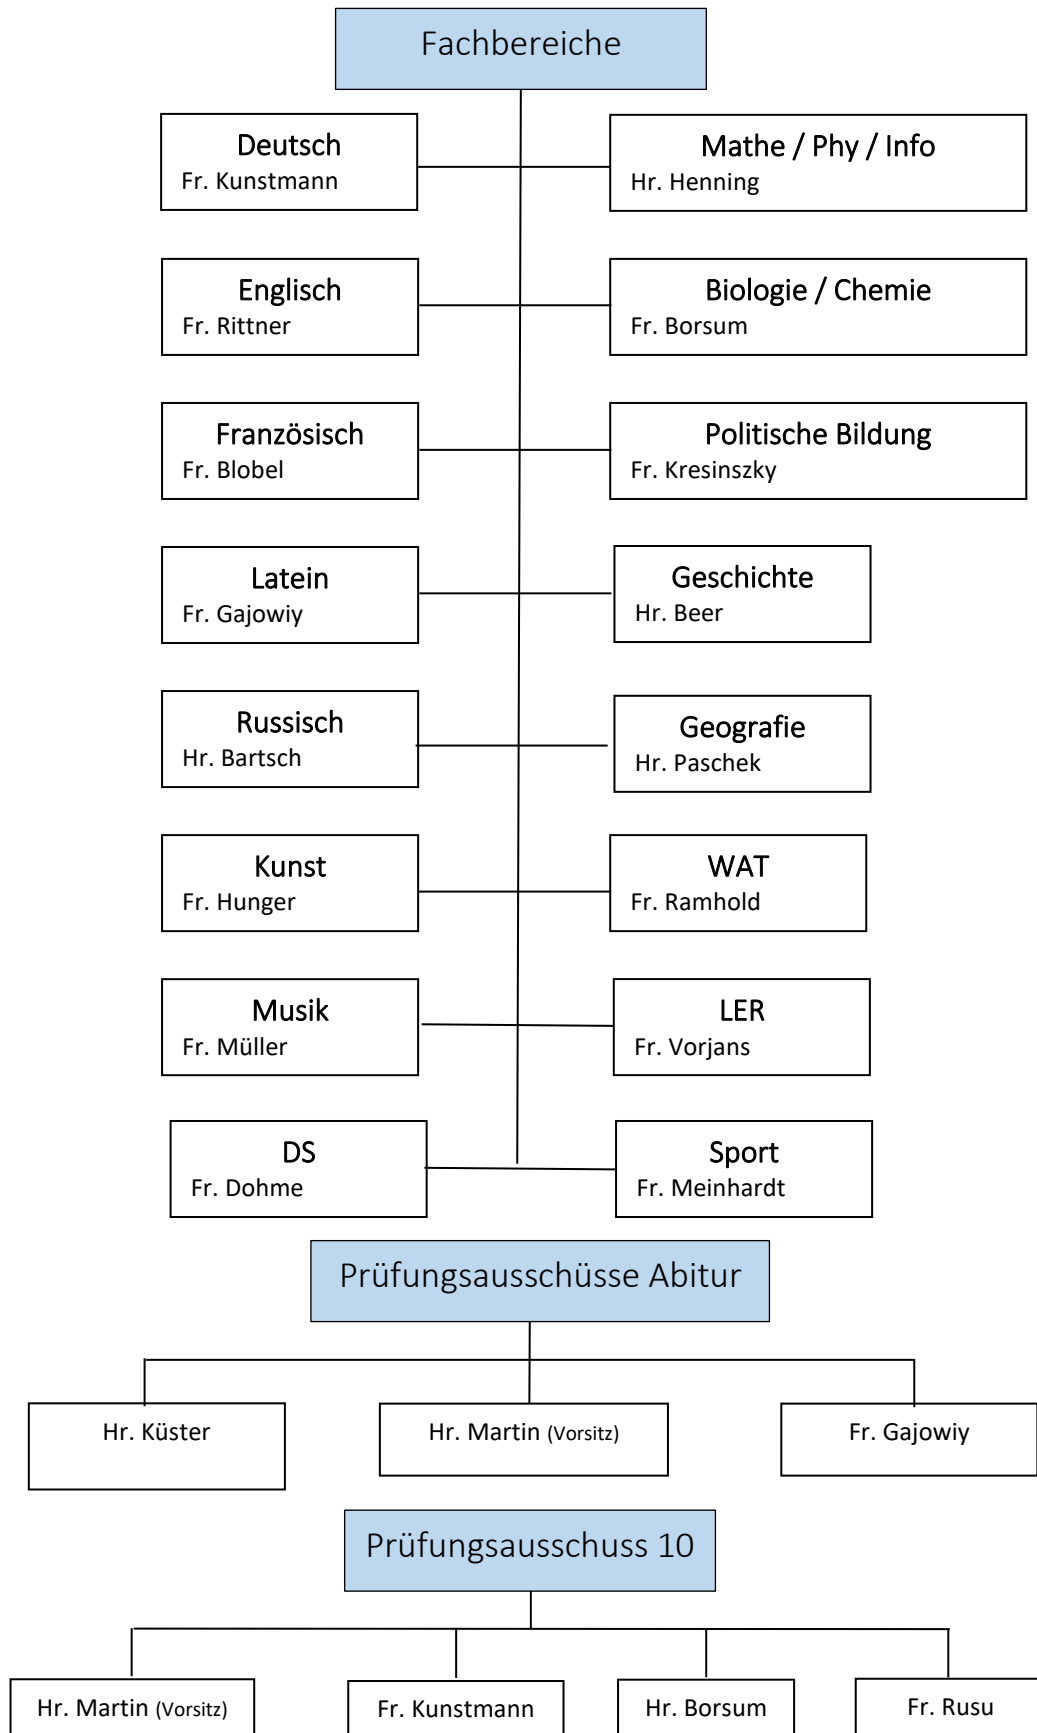 Fachbereiche
Deutsch
Fr. Kunstmann
Mathe / Phy / Info
Hr. Henning
Englisch
Fr. Rittner
Biologie / Chemie
Fr. Borsum
Französisch
Fr. Blobel
Politische Bildung
Fr. Kresinszky
Latein
Fr. Gajowiy
Geschichte
Hr. Beer
Russisch
Hr. Bartsch
Geografie
Hr. Paschek
Kunst
Fr. Hunger
WAT
Fr. Ramhold
Musik
Fr. Müller
LER
Fr. Vorjans
DS
Fr. Dohme
Sport
Fr. Meinhardt
Prüfungsausschüsse Abitur
Hr. Küster
Hr. Martin (Vorsitz)
Fr. Gajowiy
Prüfungsausschuss 10
Hr. Martin (Vorsitz)
Fr. Kunstmann
Hr. Borsum
Fr. Rusu